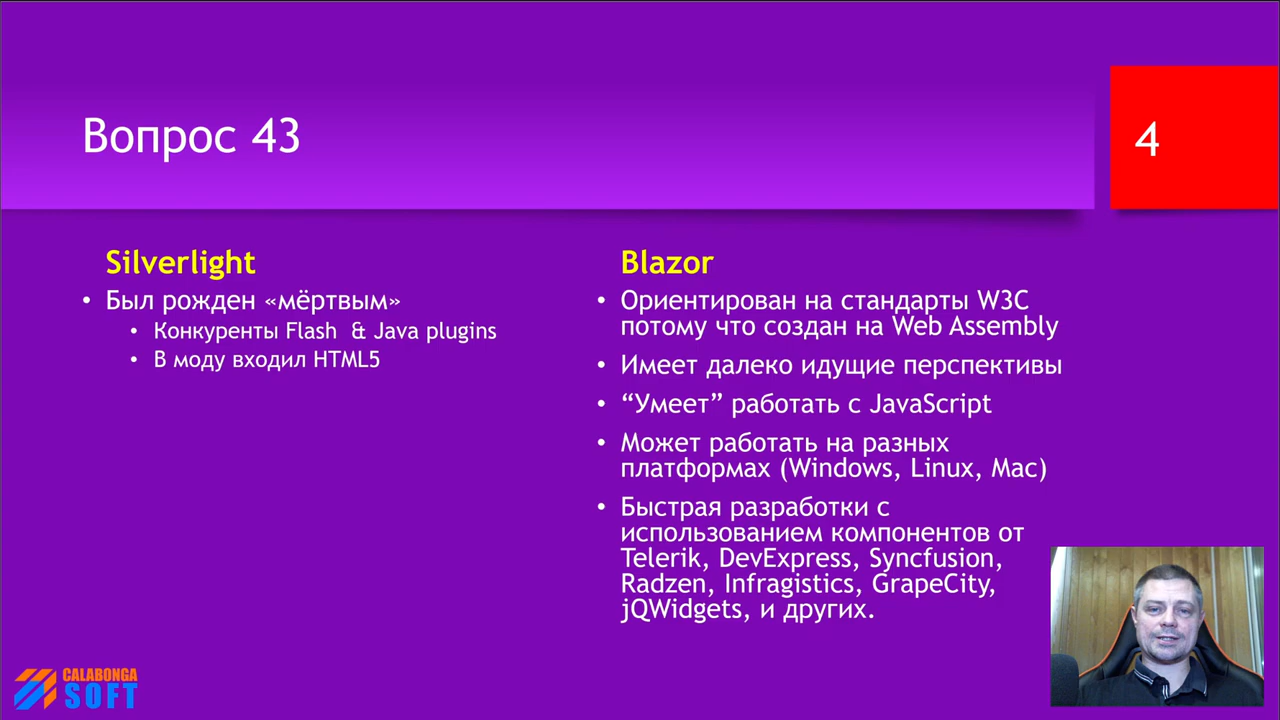 Вопрос 43
4
Silverlight
• Был рожден «мёртвым»
• Конкуренты Flash & Java plugins
• В моду входил HTML5
Blazor
• Ориентирован на стандарты W3C
потому что создан на Web Assembly
• Имеет далеко идущие перспективы
• “Умеет” работать с JavaScript
• Может работать на разных
платформах (Windows, Linux, Mac)
• Быстрая разработки с
использованием компонентов от
Telerik, DevExpress, Syncfusion,
Radzen, Infragistics, GrapeCity,
jQWidgets, и других.
CALABONGA
SOFT